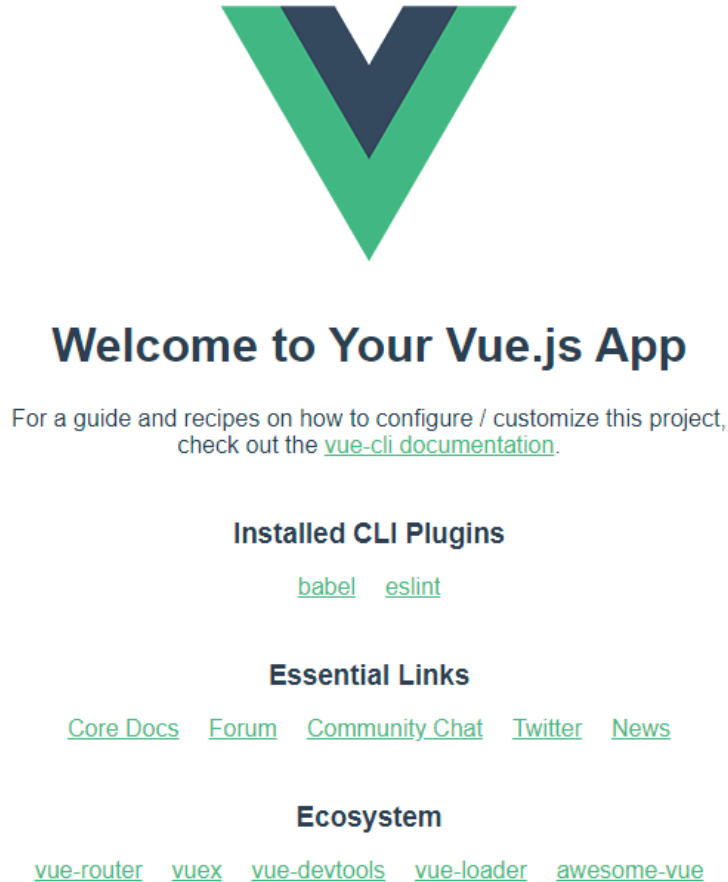 Welcome to Your Vue.js App
For a guide and recipes on how to configure / customize this project,
check out the vue-cli documentation.
Installed CLI Plugins
babel eslint
Essential Links
Core Docs Forum Community Chat Twitter News
Ecosystem
vue-router vuex vue-devtools vue-loader awesome-vue